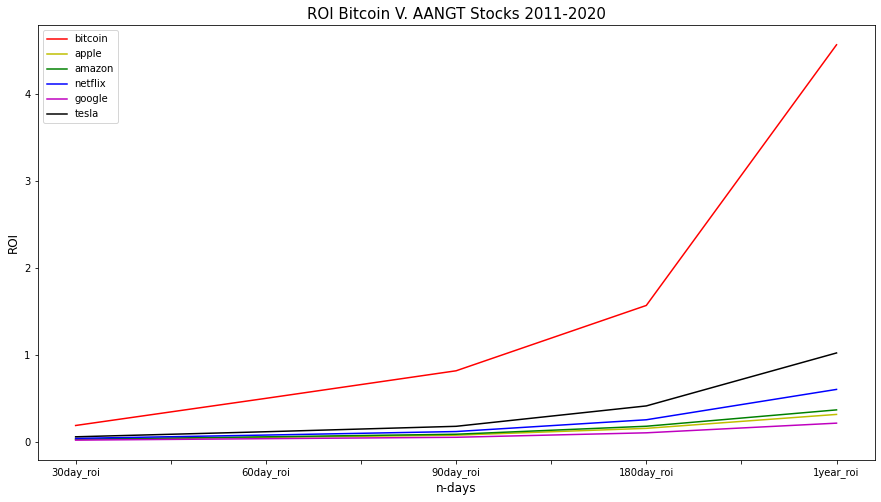 ROI Bitcoin V. AANGT Stocks 2011-2020
bitcoin
apple
amazon
netflix
google
tesla
ROI
4
3
2
1
0
30day_roi
60day_roi
90day_roi
180day_roi
1year_roi
n-days